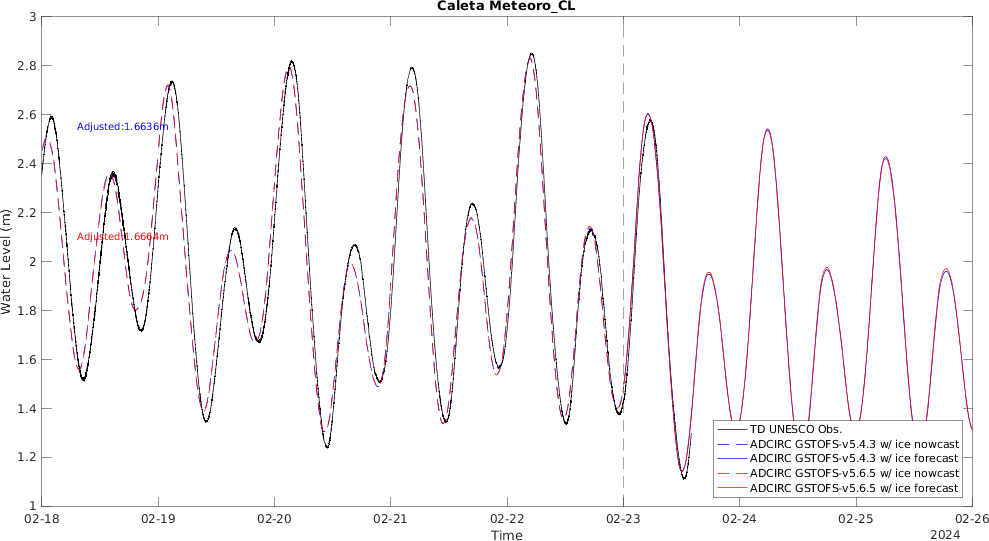 Caleta Meteoro_CL
3
2.8
2.6
2.4
2.2
2
1.8
1.6
1.4
1.2
1
Water Level (m)
Adjusted:1.6636m
Adjusted:1.6664m
TD UNESCO Obs.
ADCIRC GSTOFS-v5.4.3 w/ ice nowcast
ADCIRC GSTOFS-v5.4.3 w/ ice forecast
ADCIRC GSTOFS-v5.6.5 w/ ice nowcast
ADCIRC GSTOFS-v5.6.5 w/ ice forecast
02-18 02-19 02-20 02-21 02-22 02-23 02-24 02-25 02-26
Time
2024